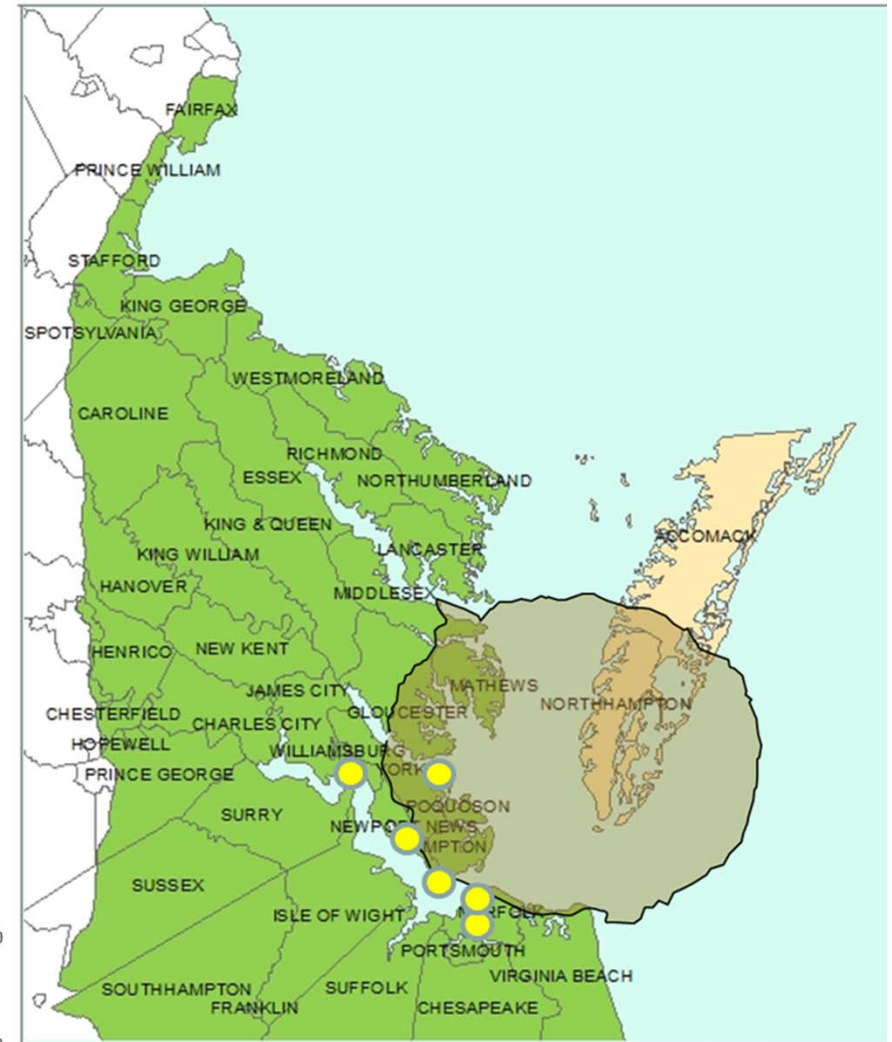 FAIRFAX
PRINCE WILLIAM
STAFFORD
KING GEORGE
SPOTSYLVANIA
WESTMORELAND
CAROLINE
RICHMOND
ESSEX
NORTHUMBERLAND
KING & QUEEN
ACCOMACK
LANCASTER
KING WILLIAM
HANOVER
MIDDLESEX
HENRICO
NEW KENT
MATHEWS
JAMES CITY
NORTHHAMPTON
CHESTERFIELD
GLOUCESTER
CHARLES CITY
HOPEWELL
WILLIAMSBURG
PRINCE GEORGE
YORK
POQUOSON
SURRY
NEWPORT NEWS
MPTON
SUSSEX
ISLE OF WIGHT
NORFOLK
PORTSMOUTH
VIRGINIA BEACH
SOUTHHAMPTON
SUFFOLK
FRANKLIN
CHESAPEAKE